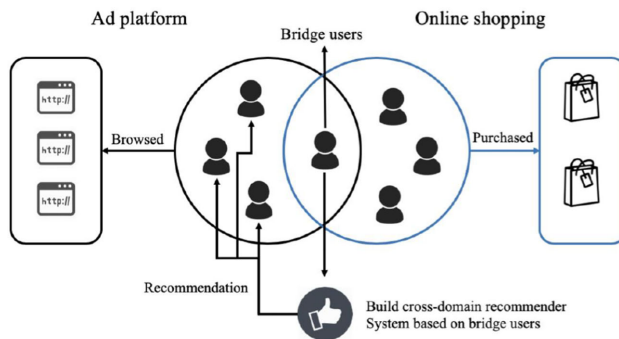 Ad platform
Online shopping
Bridge users
http://
http://
http://
Browsed
Purchased
Recommendation
Build cross-domain recommender
System based on bridge users